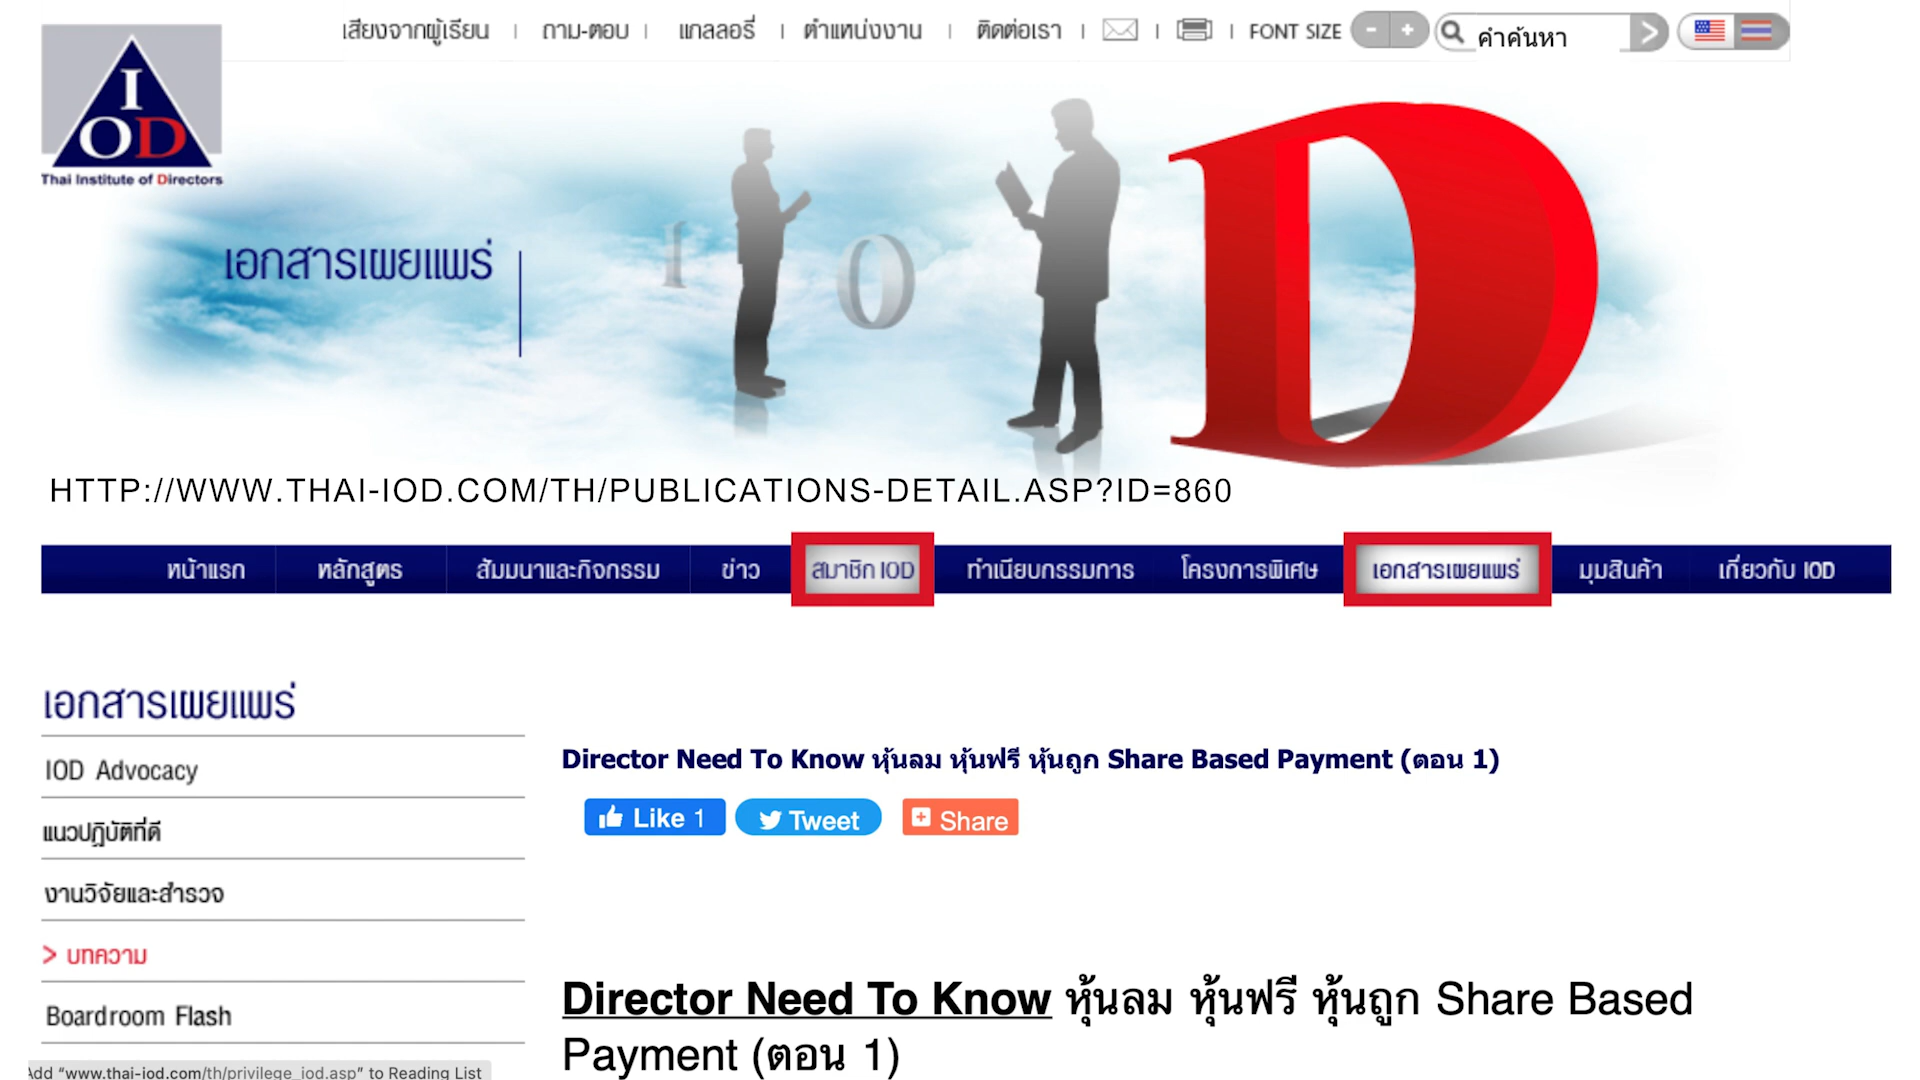 เสียงจากผู้เรียน | ถาม-ตอบ | แกลลอรี่ | ตำแหน่งงาน | ติดต่อเรา | | | FONT SIZE - + คำค้นหา
IOD
Thai Institute of Directors
เอกสารเผยแพร่
I O D
HTTP://WWW.THAI-IOD.COM/TH/PUBLICATIONS-DETAIL.ASP?ID=860
หน้าแรก หลักสูตร สัมมนาและกิจกรรม ข่าว สมาชิก IOD ทำเนียบกรรมการ โครงการพิเศษ เอกสารเผยแพร่ มุมสินค้า เกี่ยวกับ IOD
เอกสารเผยแพร่
IOD Advocacy
แนวปฏิบัติที่ดี
งานวิจัยและสำรวจ
> บทความ
Boardroom Flash
Director Need To Know หุ้นลม หุ้นฟรี หุ้นถูก Share Based Payment (ตอน 1)
Like 1 Tweet Share
Director Need To Know หุ้นลม หุ้นฟรี หุ้นถูก Share Based
Payment (ตอน 1)
Add “www.thai-iod.com/th/privilege_iod.asp” to Reading List